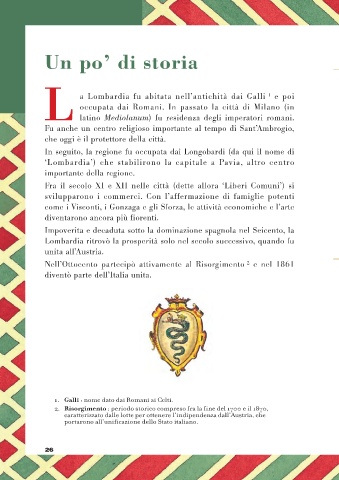 Un po' di storia
La Lombardia fu abitata nell'antichità dai Galli 1 e poi
occupata dai Romani. In passato la città di Milano (in
latino Mediolanum) fu residenza degli imperatori romani.
Fu anche un centro religioso importante al tempo di Sant'Ambrogio,
che oggi è il protettore della città.
In seguito, la regione fu occupata dai Longobardi (da qui il nome di
'Lombardia') che stabilirono la capitale a Pavia, altro centro
importante della regione.
Fra il secolo XI e XII nelle città (dette allora 'Liberi Comuni') si
svilupparono i commerci. Con l'affermazione di famiglie potenti
come i Visconti, i Gonzaga e gli Sforza, le attività economiche e l'arte
diventarono ancora più fiorenti.
Impoverita e decaduta sotto la dominazione spagnola nel Seicento, la
Lombardia ritrovò la prosperità solo nel secolo successivo, quando fu
unita all'Austria.
Nell'Ottocento partecipò attivamente al Risorgimento 2 e nel 1861
diventò parte dell'Italia unita.
1. Galli : nome dato dai Romani ai Celti.
2. Risorgimento : periodo storico compreso fra la fine del 1700 e il 1870,
caratterizzato dalle lotte per ottenere l'indipendenza dall'Austria, che
portarono all'unificazione dello Stato italiano.
26